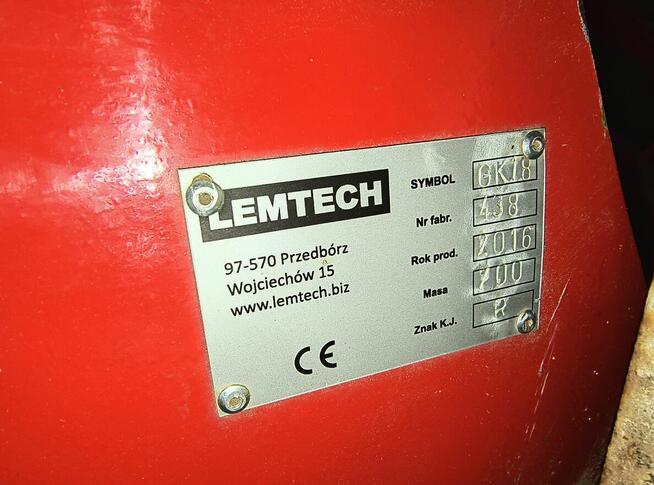 LEMTECH
97-570 Przedbórz
Wojciechów 15
www.lemtech.biz
CE
SYMBOL GK18
Nr fabr. 438
Rok prod. 2016
Masa 200
Znak K.J. R